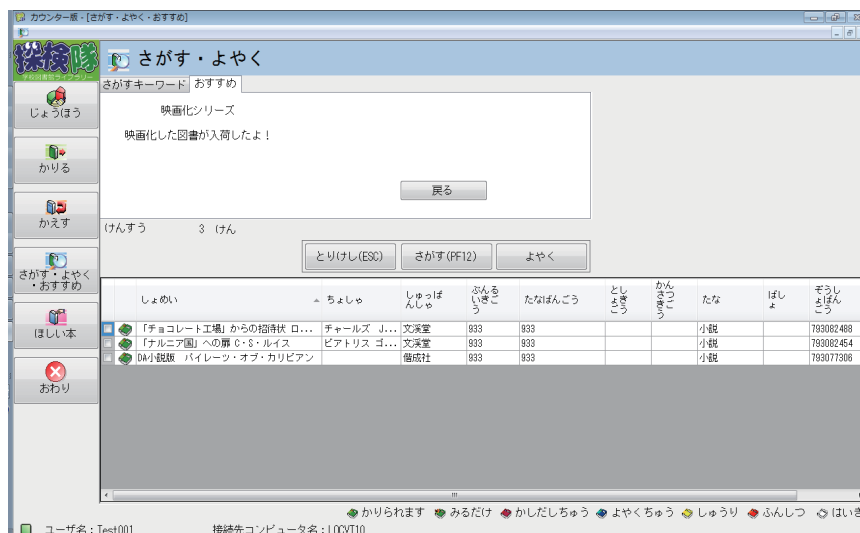 カウンター版 - [さがす・よやく・おすすめ]
探検隊
学校図書館ライブラリー
さがす・よやく
さがすキーワード おすすめ
映画化シリーズ
映画化した図書が入荷したよ！
戻る
けんすう 3 けん
とりけし(ESC) さがす(PF12) よやく
じょうほう
かりる
かえす
さがす・よやく
・おすすめ
ほしい本
おわり
しょめい ちょしゃ しゅっぱんしゃ ぶんるいきごう たなばんごう としょきごう かんさつきごう たな ばしょ ぞうしょばんごう
「チョコレート工場」からの招待状 ロ... チャールズ J... 文溪堂 933 933 小説 793082488
「ナルニア国」への扉 C・S・ルイス ビアトリス ゴ... 文溪堂 933 933 小説 793082454
DA小説版 パイレーツ・オブ・カリビアン 偕成社 933 933 小説 793077306
かりられます みるだけ かしだしちゅう よやくちゅう しゅうり ふんしつ はいき
ユーザ名：Test001 接続先コンピュータ名：LOCVT10